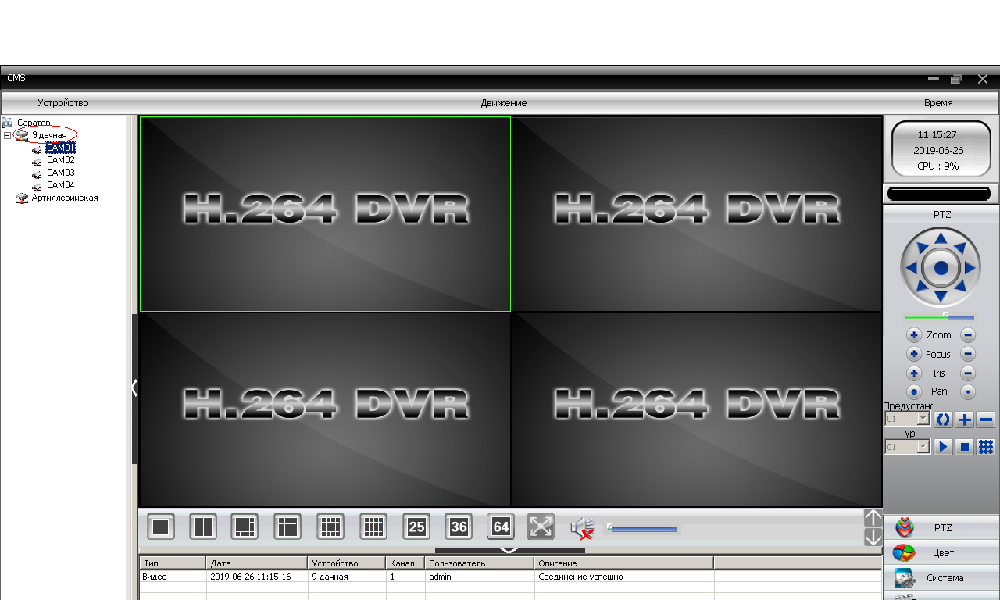 CMS
Устройство Движение Время
Саратов
9 дачная
CAM01
CAM02
CAM03
CAM04
Артиллерийская
H.264 DVR H.264 DVR
H.264 DVR H.264 DVR
11:15:27
2019-06-26
CPU : 9%
PTZ
Zoom
Focus
Iris
Pan
Предустанс
01
Тур
01
25 36 64
PTZ
Цвет
Система
Тип Дата Устройство Канал Пользователь Описание
Видео 2019-06-26 11:15:16 9 дачная 1 admin Соединение успешно